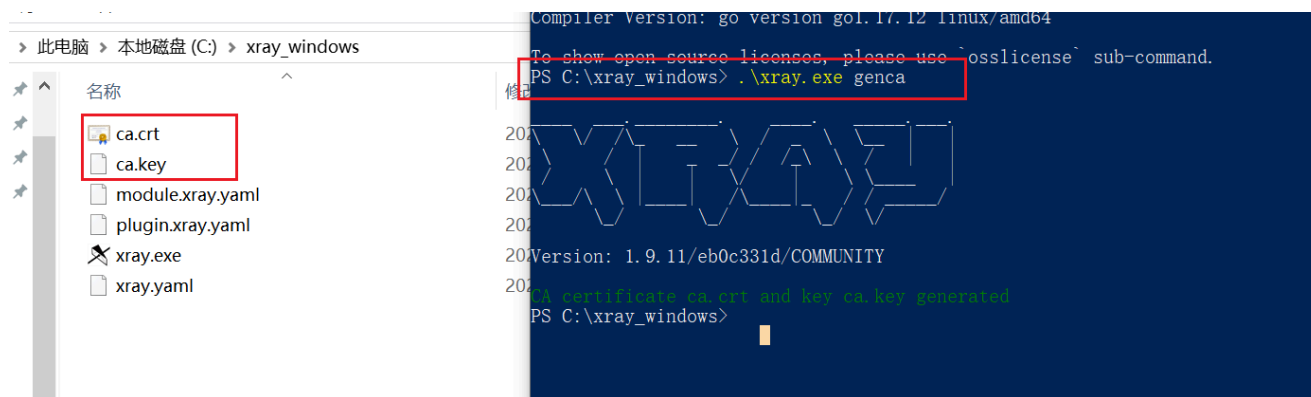 此电脑 > 本地磁盘 (C:) > xray_windows
名称
修
ca.crt
ca.key
module.xray.yaml
plugin.xray.yaml
xray.exe
xray.yaml
Compiler Version: go version go1.17.12 linux/amd64
To show open source licenses, please use `osslicense` sub-command.
PS C:\xray_windows> .\xray.exe genca
XRAY
Version: 1.9.11/eb0c331d/COMMUNITY
CA certificate ca.crt and key ca.key generated
PS C:\xray_windows>